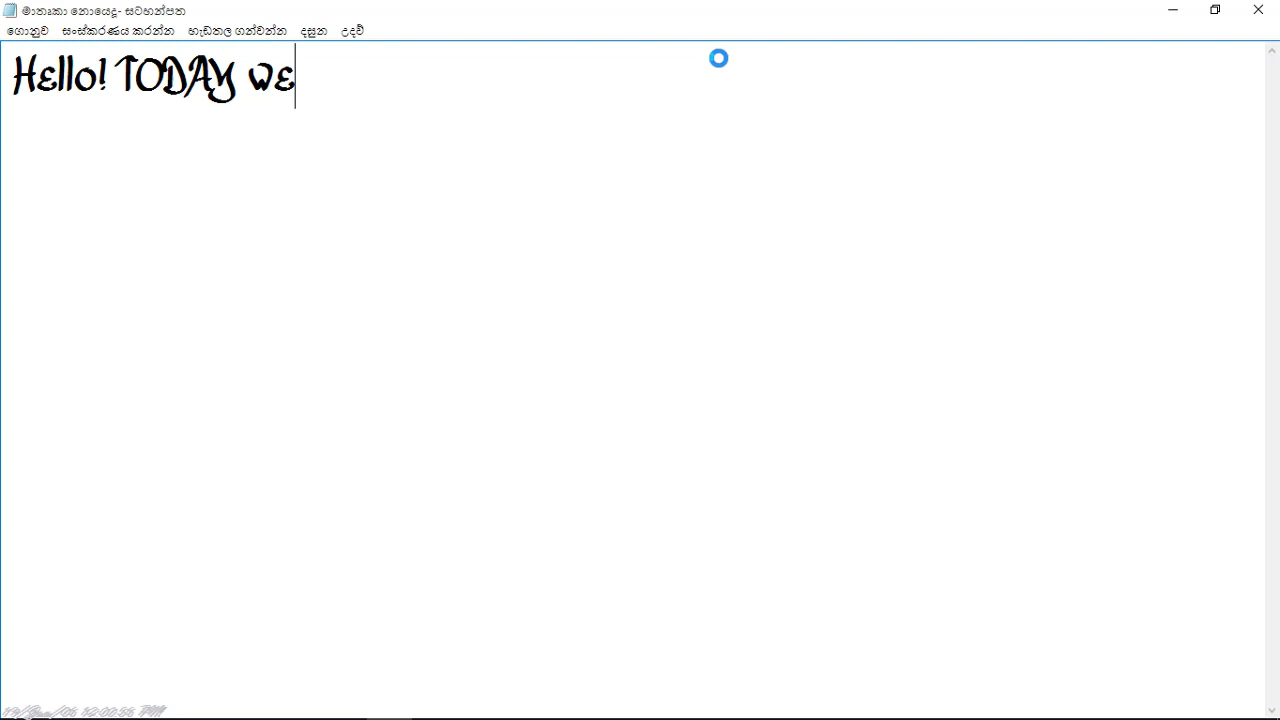 මාතෘකා නොයෙදූ- සටහන්පත
ගොනුව සංස්කරණය කරන්න හැඩතල ගන්වන්න දසුන උදව්
Hello! TODAY we